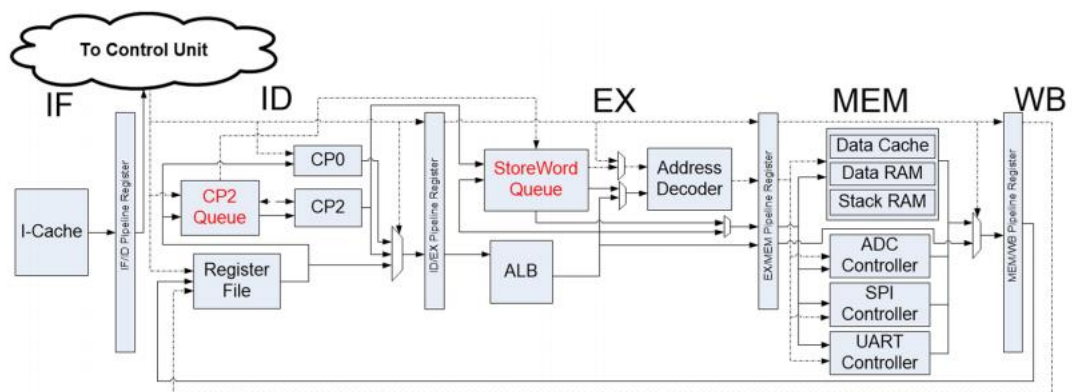 To Control Unit
IF
ID
EX
MEM
WB
I-Cache
IF/ID Pipeline Register
CP2
Queue
Register
File
CP0
CP2
ID/EX Pipeline Register
StoreWord
Queue
ALB
Address
Decoder
EX/MEM Pipeline Register
Data Cache
Data RAM
Stack RAM
ADC
Controller
SPI
Controller
UART
Controller
MEM/WB Pipeline Register